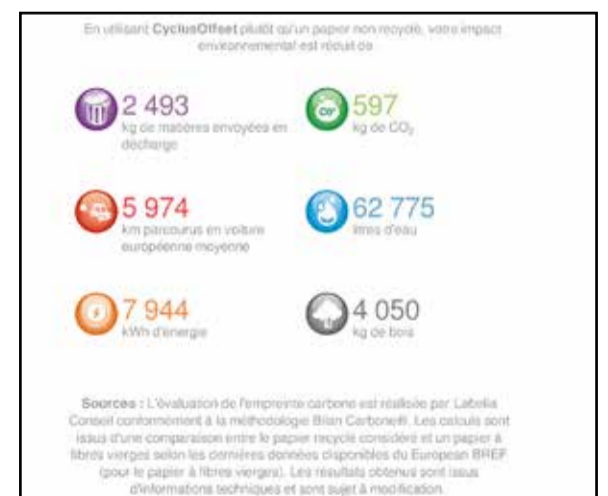 En utilisant CyclusOffset plutôt qu'un papier non recyclé, votre impact
environnemental est réduit de
2 493
kg de matières envoyées en
décharge
597
kg de CO₂
5 974
km parcourus en voiture
européenne moyenne
62 775
litres d'eau
7 944
kWh d'énergie
4 050
kg de bois
Sources : L'évaluation de l'empreinte carbone est réalisée par Labelia
Conseil conformément à la méthodologie Bilan Carbone®. Les calculs sont
issus d'une comparaison entre le papier recyclé considéré et un papier à
fibres vierges selon les dernières données disponibles du European BREF
(pour le papier à fibres vierges). Les résultats obtenus sont issus
d'informations techniques et sont sujet à modification.